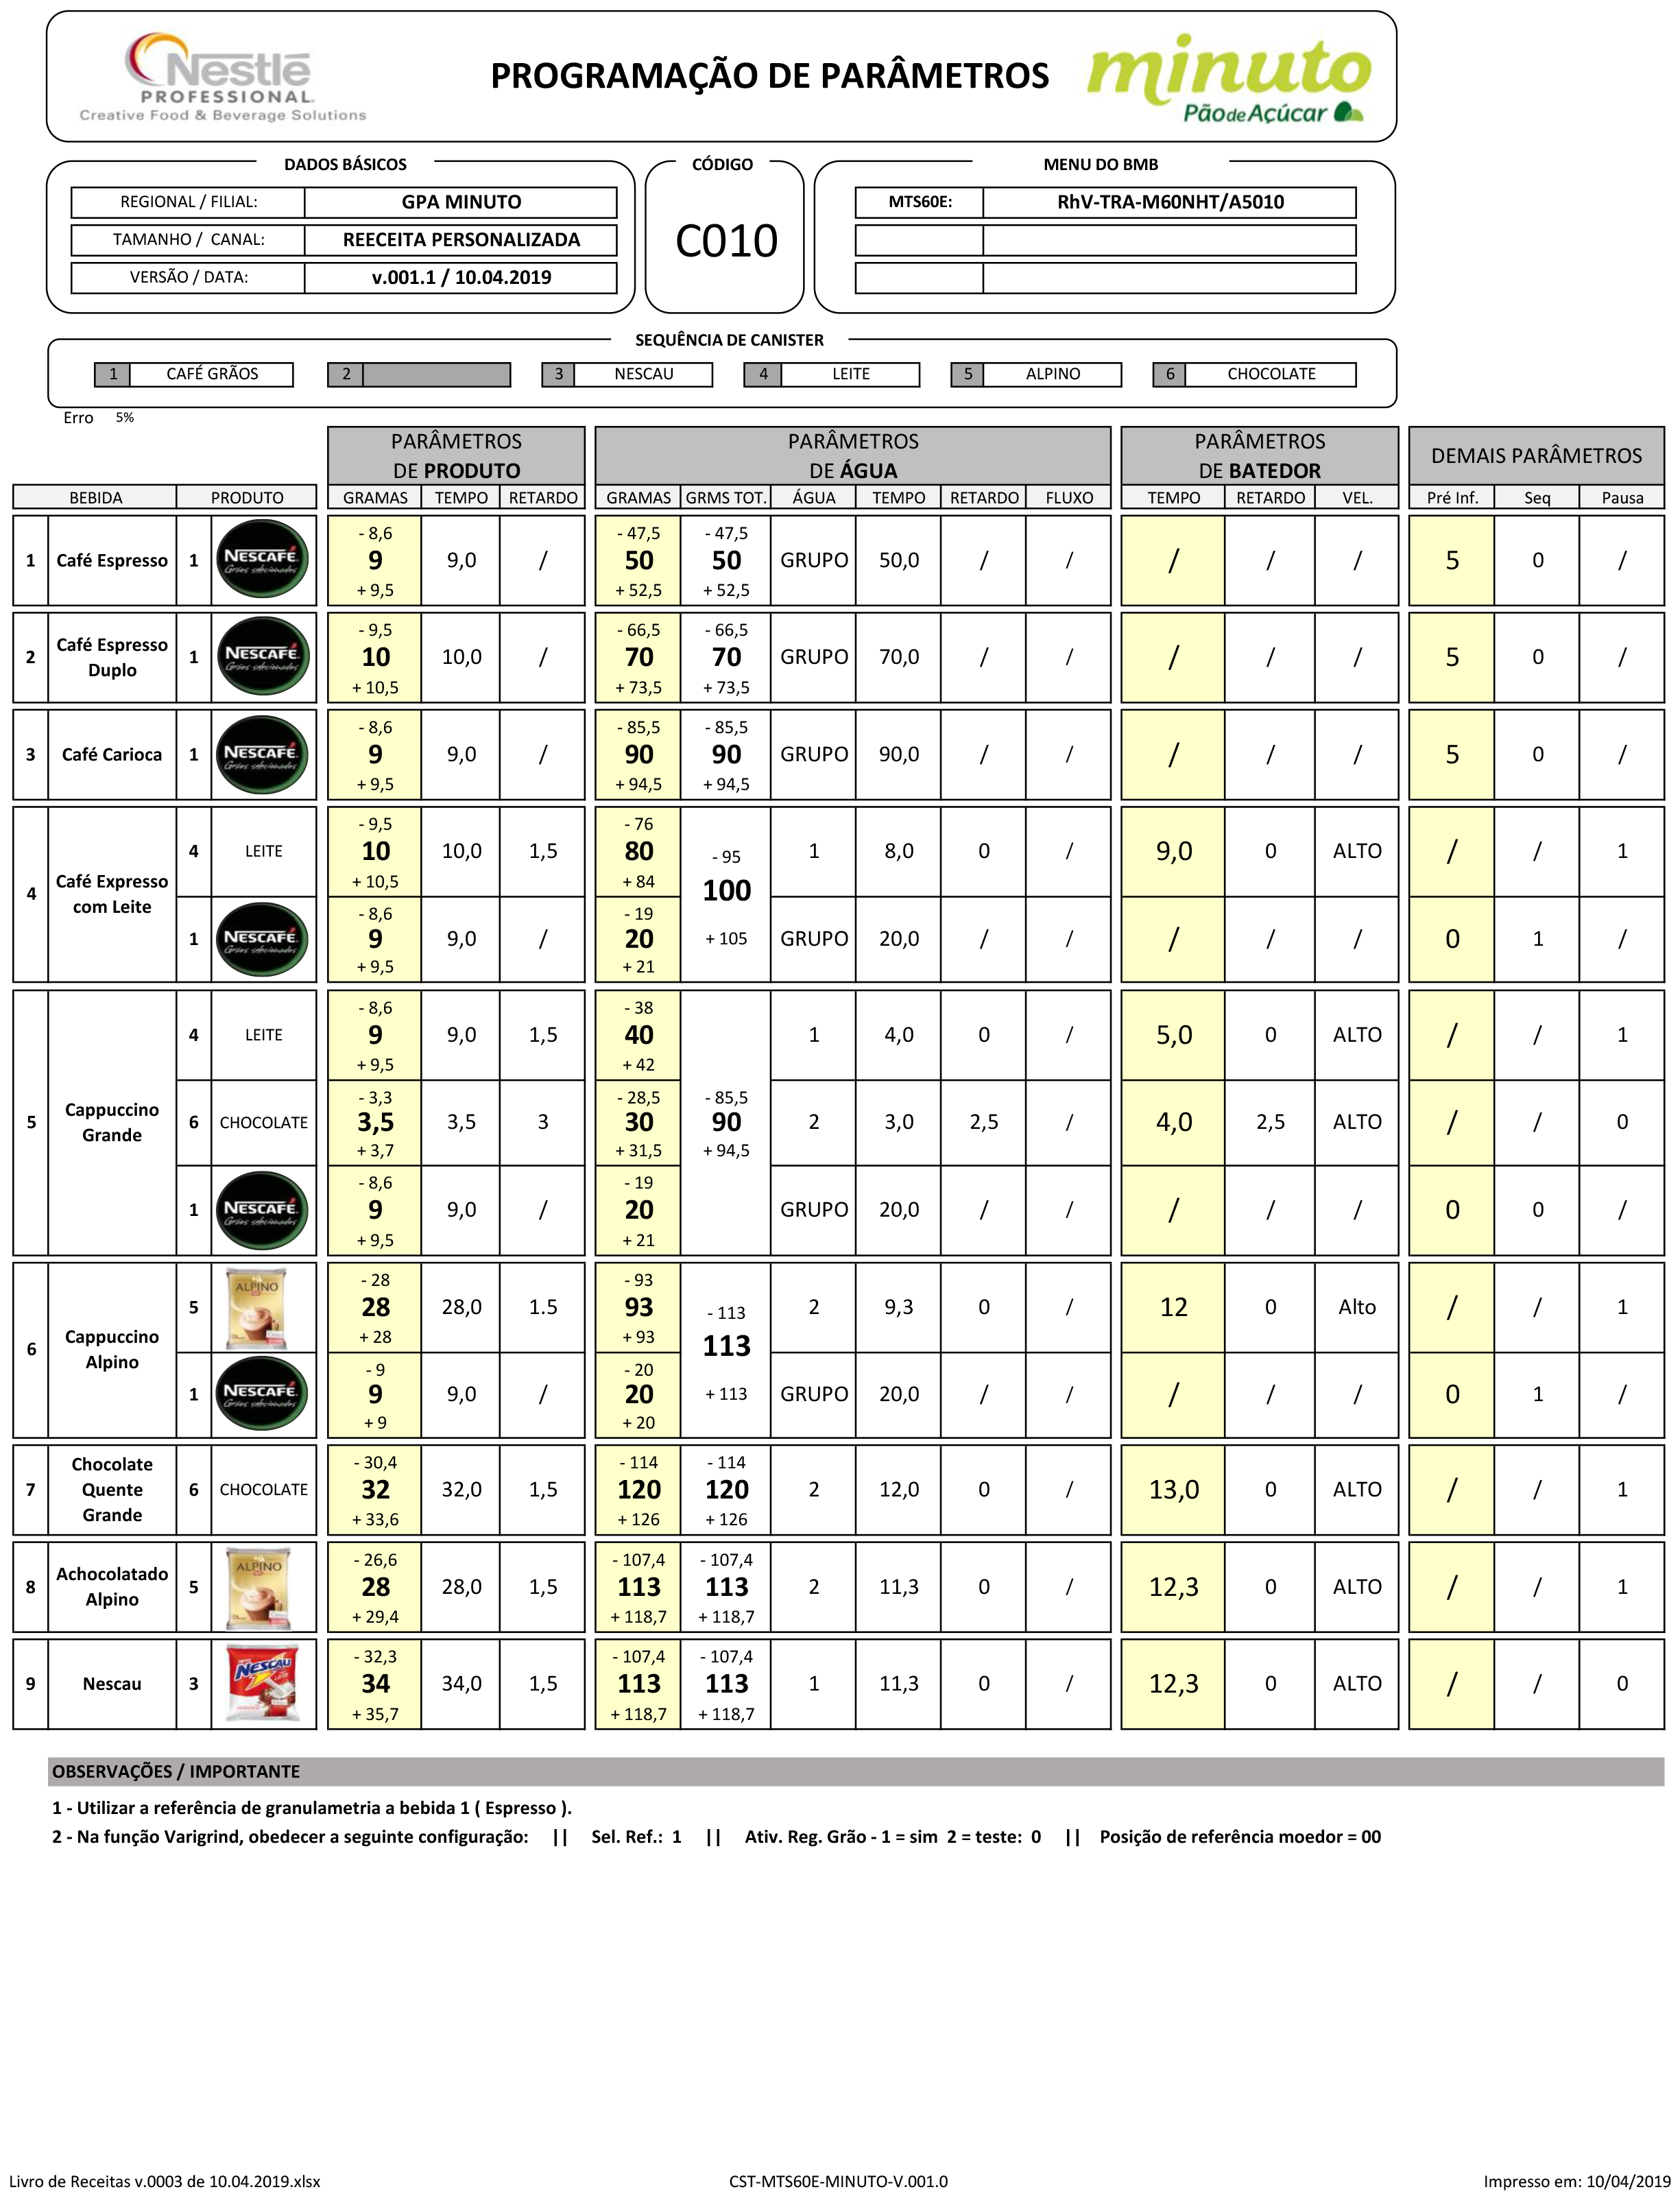 Nestlé
PROFESSIONAL.
Creative Food & Beverage Solutions
PROGRAMAÇÃO DE PARÂMETROS
minuto
PãodeAçúcar
DADOS BÁSICOS
REGIONAL / FILIAL: GPA MINUTO
TAMANHO / CANAL: REECEITA PERSONALIZADA
VERSÃO / DATA: v.001.1 / 10.04.2019
CÓDIGO
C010
MENU DO BMB
MTS60E: RhV-TRA-M60NHT/A5010
SEQUÊNCIA DE CANISTER
1 CAFÉ GRÃOS 2 3 NESCAU 4 LEITE 5 ALPINO 6 CHOCOLATE
Erro 5%
PARÂMETROS
DE PRODUTO
PARÂMETROS
DE ÁGUA
PARÂMETROS
DE BATEDOR
DEMAIS PARÂMETROS
BEBIDA PRODUTO GRAMAS TEMPO RETARDO GRAMAS GRMS TOT. ÁGUA TEMPO RETARDO FLUXO TEMPO RETARDO VEL. Pré Inf. Seq Pausa
- 8,6 - 47,5 - 47,5
1 Café Espresso 1 NESCAFÉ. Grãos selecionados 9 9,0 / 50 50 GRUPO 50,0 / / / / / 5 0 /
+ 9,5 + 52,5 + 52,5
- 9,5 - 66,5 - 66,5
2 Café Espresso Duplo 1 NESCAFÉ. Grãos selecionados 10 10,0 / 70 70 GRUPO 70,0 / / / / / 5 0 /
+ 10,5 + 73,5 + 73,5
- 8,6 - 85,5 - 85,5
3 Café Carioca 1 NESCAFÉ. Grãos selecionados 9 9,0 / 90 90 GRUPO 90,0 / / / / / 5 0 /
+ 9,5 + 94,5 + 94,5
4 Café Expresso com Leite
- 9,5 - 76
4 LEITE 10 10,0 1,5 80 1 8,0 0 / 9,0 0 ALTO / / 1
+ 10,5 + 84
- 95
100
+ 105
- 8,6 - 19
1 NESCAFÉ. Grãos selecionados 9 9,0 / 20 GRUPO 20,0 / / / / / 0 1 /
+ 9,5 + 21
5 Cappuccino Grande
- 8,6 - 38
4 LEITE 9 9,0 1,5 40 1 4,0 0 / 5,0 0 ALTO / / 1
+ 9,5 + 42
- 3,3 - 28,5 - 85,5
6 CHOCOLATE 3,5 3,5 3 30 90 2 3,0 2,5 / 4,0 2,5 ALTO / / 0
+ 3,7 + 31,5 + 94,5
- 8,6 - 19
1 NESCAFÉ Grãos selecionados 9 9,0 / 20 GRUPO 20,0 / / / / / 0 0 /
+ 9,5 + 21
6 Cappuccino Alpino
- 28 - 93
5 ALPINO 28 28,0 1.5 93 2 9,3 0 / 12 0 Alto / / 1
+ 28 + 93
- 113
113
+ 113
- 9 - 20
1 NESCAFÉ. Grãos selecionados 9 9,0 / 20 GRUPO 20,0 / / / / / 0 1 /
+ 9 + 20
- 30,4 - 114 - 114
7 Chocolate Quente Grande 6 CHOCOLATE 32 32,0 1,5 120 120 2 12,0 0 / 13,0 0 ALTO / / 1
+ 33,6 + 126 + 126
- 26,6 - 107,4 - 107,4
8 Achocolatado Alpino 5 ALPINO 28 28,0 1,5 113 113 2 11,3 0 / 12,3 0 ALTO / / 1
+ 29,4 + 118,7 + 118,7
- 32,3 - 107,4 - 107,4
9 Nescau 3 NESCAU 34 34,0 1,5 113 113 1 11,3 0 / 12,3 0 ALTO / / 0
+ 35,7 + 118,7 + 118,7
OBSERVAÇÕES / IMPORTANTE
1 - Utilizar a referência de granulametria a bebida 1 ( Espresso ).
2 - Na função Varigrind, obedecer a seguinte configuração: || Sel. Ref.: 1 || Ativ. Reg. Grão - 1 = sim 2 = teste: 0 || Posição de referência moedor = 00
Livro de Receitas v.0003 de 10.04.2019.xlsx CST-MTS60E-MINUTO-V.001.0 Impresso em: 10/04/2019